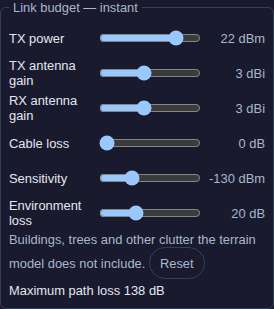 Link budget — instant
TX power 22 dBm
TX antenna
gain 3 dBi
RX antenna
gain 3 dBi
Cable loss 0 dB
Sensitivity -130 dBm
Environment
loss 20 dB
Buildings, trees and other clutter the terrain
model does not include. Reset
Maximum path loss 138 dB